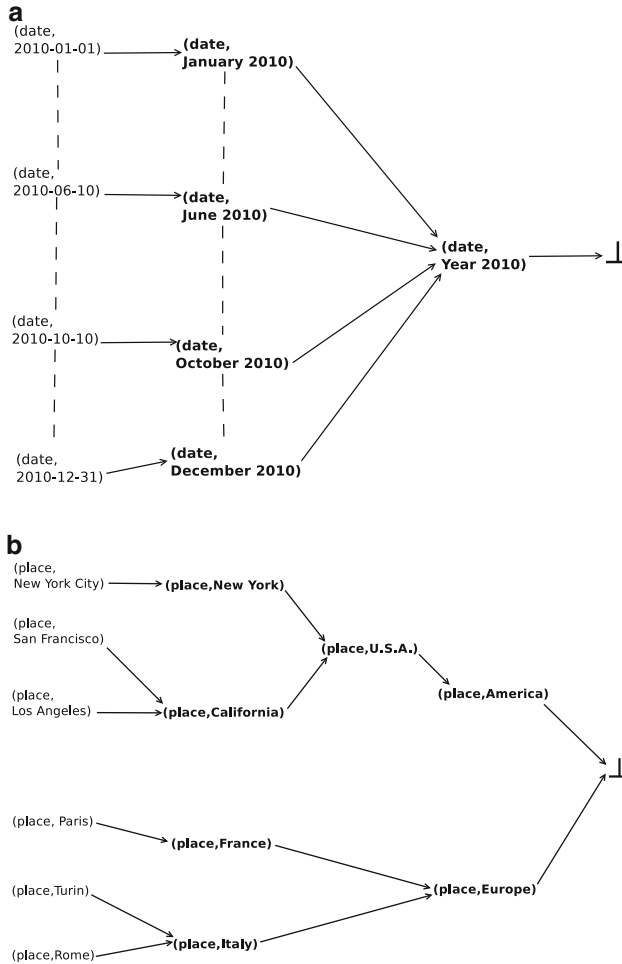 a
(date,
2010-01-01)
(date,
January 2010)
(date,
2010-06-10)
(date,
June 2010)
(date,
Year 2010)
⊥
(date,
2010-10-10)
(date,
October 2010)
(date,
2010-12-31)
(date,
December 2010)
b
(place,
New York City)
(place,New York)
(place,
San Francisco)
(place,U.S.A.)
(place,
Los Angeles)
(place,California)
(place,America)
⊥
(place, Paris)
(place,France)
(place,Turin)
(place,Europe)
(place,Rome)
(place,Italy)